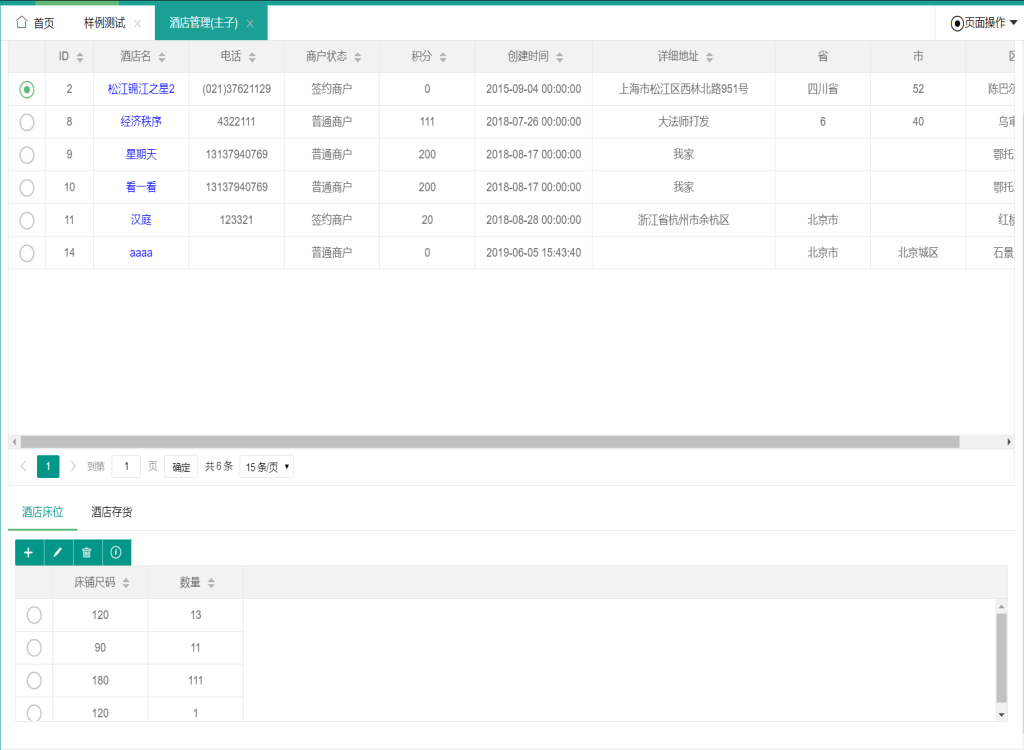 首页 样例测试 酒店管理(主子) 页面操作
ID 酒店名 电话 商户状态 积分 创建时间 详细地址 省 市
2 松江锦江之星2 (021)37621129 签约商户 0 2015-09-04 00:00:00 上海市松江区西林北路951号 四川省 52 陈巴尔
8 经济秩序 4322111 普通商户 111 2018-07-26 00:00:00 大法师打发 6 40 乌审
9 星期天 13137940769 普通商户 200 2018-08-17 00:00:00 我家 鄂托
10 看一看 13137940769 普通商户 200 2018-08-17 00:00:00 我家 鄂托
11 汉庭 123321 签约商户 20 2018-08-28 00:00:00 浙江省杭州市余杭区 北京市 红桥
14 aaaa 普通商户 0 2019-06-05 15:43:40 北京市 北京城区 石景
1 到第 1 页 确定 共 6 条 15 条/页
酒店床位 酒店存货
床铺尺码 数量
120 13
90 11
180 111
120 1